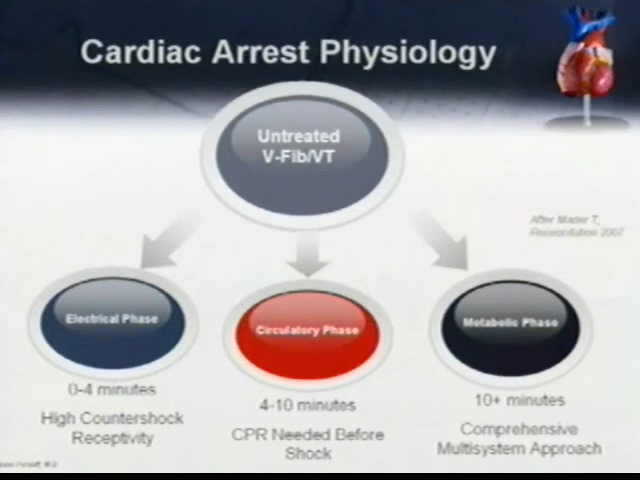 Cardiac Arrest Physiology
Untreated
V-Fib/VT
After Mader T,
Resuscitation 2007
Electrical Phase
Circulatory Phase
Metabolic Phase
0-4 minutes
4-10 minutes
10+ minutes
High Countershock
Receptivity
CPR Needed Before
Shock
Comprehensive
Multisystem Approach